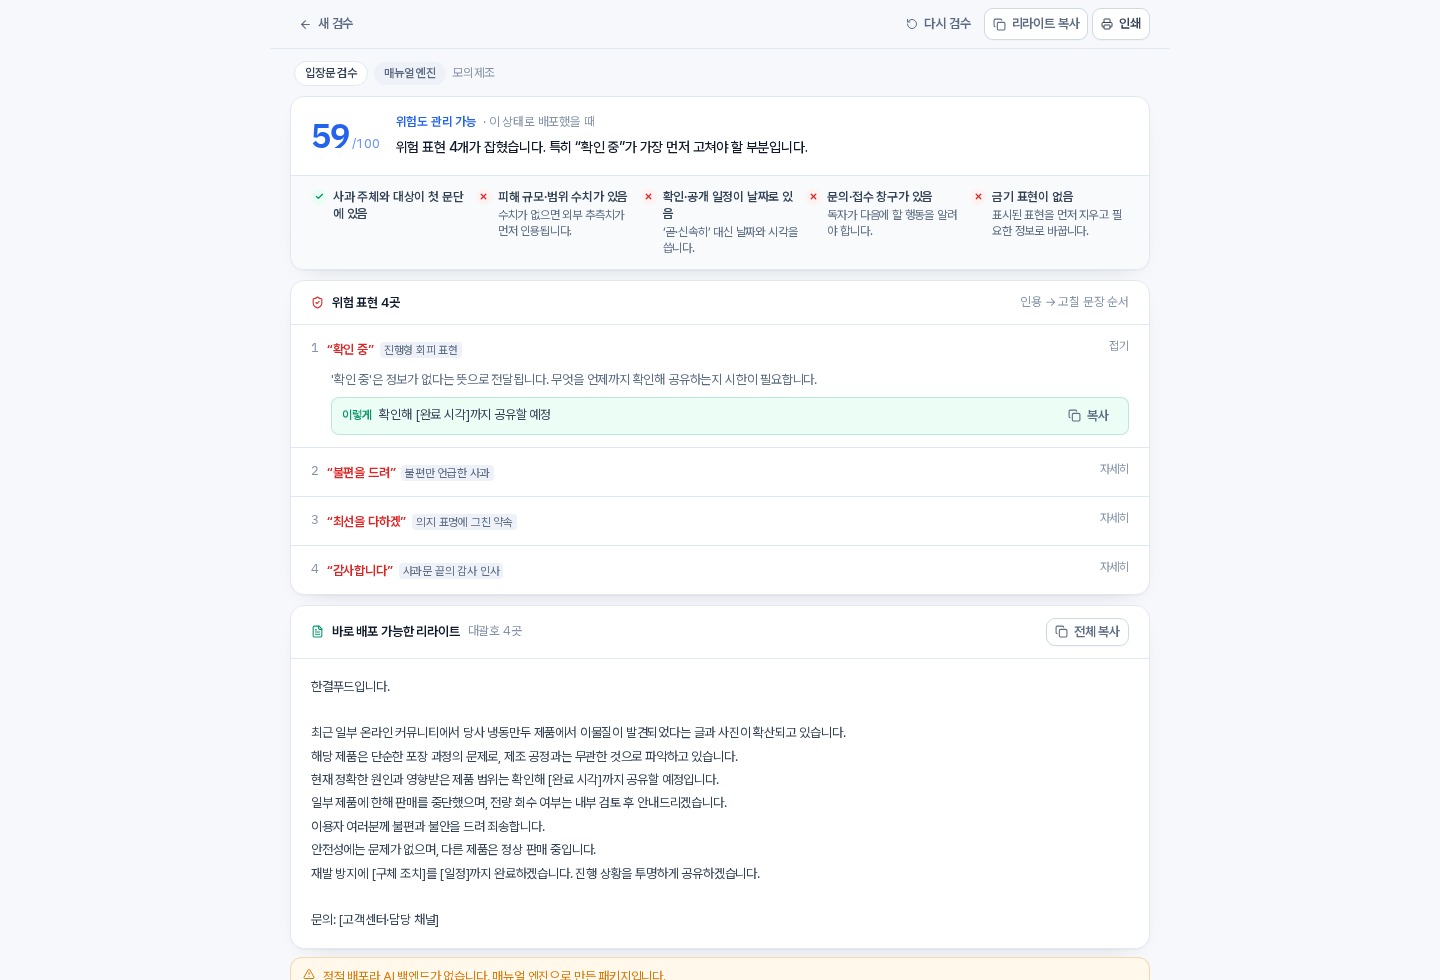 새 검수
다시 검수
리라이트 복사
인쇄
입장문 검수
매뉴얼 엔진
모의제조
59/100
위험도 관리 가능 · 이 상태로 배포했을 때
위험 표현 4개가 잡혔습니다. 특히 “확인 중”가 가장 먼저 고쳐야 할 부분입니다.
사과 주체와 대상이 첫 문단
에 있음
피해 규모·범위 수치가 있음
수치가 없으면 외부 추측치가
먼저 인용됩니다.
확인·공개 일정이 날짜로 있
음
‘곧·신속히’ 대신 날짜와 시각을
씁니다.
문의·접수 창구가 있음
독자가 다음에 할 행동을 알려
야 합니다.
금기 표현이 없음
표시된 표현을 먼저 지우고 필
요한 정보로 바꿉니다.
위험 표현 4곳
인용 → 고칠 문장 순서
1 “확인 중” 진행형 회피 표현
접기
'확인 중'은 정보가 없다는 뜻으로 전달됩니다. 무엇을 언제까지 확인해 공유하는지 시한이 필요합니다.
이렇게 확인해 [완료 시각]까지 공유할 예정
복사
2 “불편을 드려” 불편만 언급한 사과
자세히
3 “최선을 다하겠” 의지 표명에 그친 약속
자세히
4 “감사합니다” 사과문 끝의 감사 인사
자세히
바로 배포 가능한 리라이트 대괄호 4곳
전체 복사
한결푸드입니다.
최근 일부 온라인 커뮤니티에서 당사 냉동만두 제품에서 이물질이 발견되었다는 글과 사진이 확산되고 있습니다.
해당 제품은 단순한 포장 과정의 문제로, 제조 공정과는 무관한 것으로 파악하고 있습니다.
현재 정확한 원인과 영향받은 제품 범위는 확인해 [완료 시각]까지 공유할 예정입니다.
일부 제품에 한해 판매를 중단했으며, 전량 회수 여부는 내부 검토 후 안내드리겠습니다.
이용자 여러분께 불편과 불안을 드려 죄송합니다.
안전성에는 문제가 없으며, 다른 제품은 정상 판매 중입니다.
재발 방지에 [구체 조치]를 [일정]까지 완료하겠습니다. 진행 상황을 투명하게 공유하겠습니다.
문의: [고객센터·담당 채널]
정적 배포라 AI 백엔드가 없습니다. 매뉴얼 엔진으로 만든 패키지입니다.